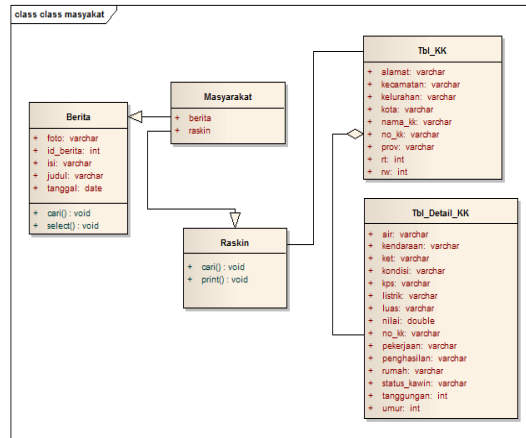 class class masyakat
Tbl_KK
+ alamat: varchar
+ kecamatan: varchar
+ kelurahan: varchar
+ kota: varchar
+ nama_kk: varchar
+ no_kk: varchar
+ prov: varchar
+ rt: int
+ rw: int
Masyarakat
+ berita
+ raskin
Berita
+ foto: varchar
+ id_berita: int
+ isi: varchar
+ judul: varchar
+ tanggal: date
+ cari() : void
+ select() : void
Raskin
+ cari() : void
+ print() : void
Tbl_Detail_KK
+ air: varchar
+ kendaraan: varchar
+ ket: varchar
+ kondisi: varchar
+ kps: varchar
+ listrik: varchar
+ luas: varchar
+ nilai: double
+ no_kk: varchar
+ pekerjaan: varchar
+ penghasilan: varchar
+ rumah: varchar
+ status_kawin: varchar
+ tanggungan: int
+ umur: int